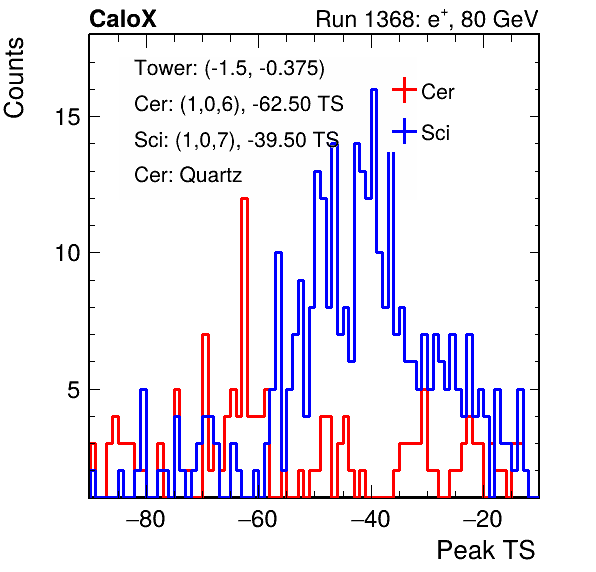 CaloX Run 1368: e⁺, 80 GeV
Counts
Tower: (-1.5, -0.375)
Cer: (1,0,6), -62.50 TS
Sci: (1,0,7), -39.50 TS
Cer: Quartz
Cer
Sci
15
10
5
−80 −60 −40 −20
Peak TS